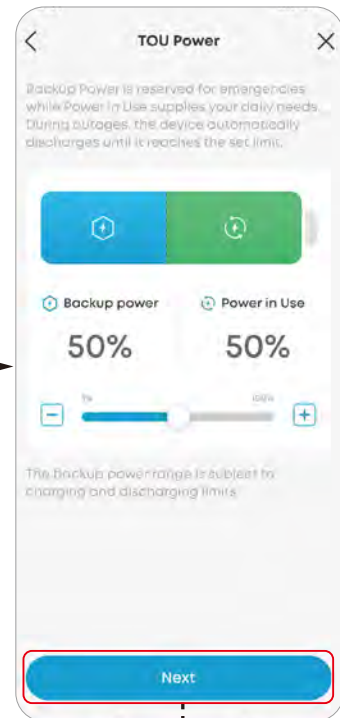 TOU Power
Backup Power is reserved for emergencies
while Power in Use supplies your daily needs.
During outages, the device automatically
discharges until it reaches the set limit.
Backup power Power in Use
50% 50%
100%
The Backup power range is subject to
charging and discharging limits
Next